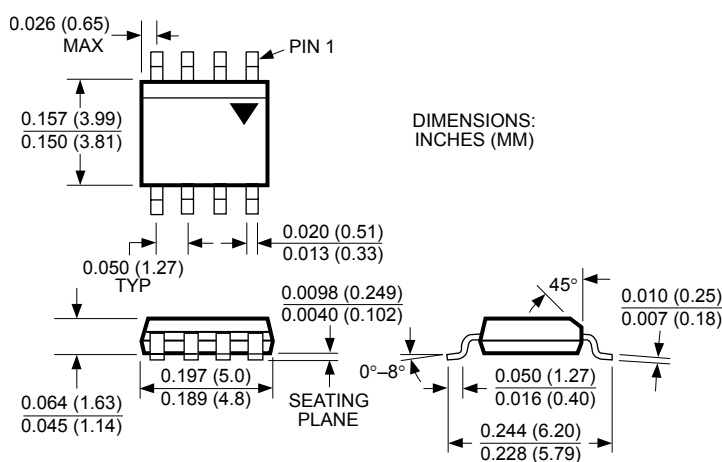 0.026 (0.65)
MAX
PIN 1
0.157 (3.99)
0.150 (3.81)
DIMENSIONS:
INCHES (MM)
0.020 (0.51)
0.013 (0.33)
0.050 (1.27)
TYP
0.0098 (0.249)
0.0040 (0.102)
45°
0.010 (0.25)
0.007 (0.18)
0°–8°
0.197 (5.0)
0.189 (4.8)
SEATING
PLANE
0.050 (1.27)
0.016 (0.40)
0.064 (1.63)
0.045 (1.14)
0.244 (6.20)
0.228 (5.79)